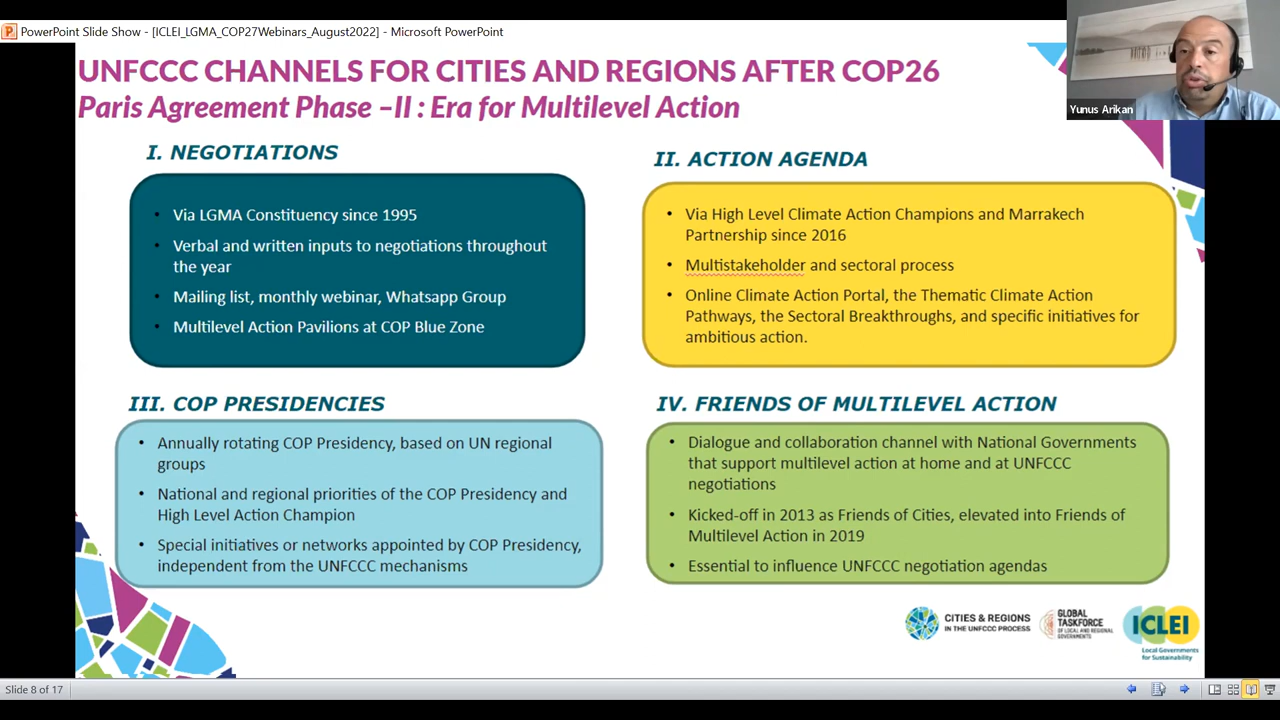 PowerPoint Slide Show - [ICLEI_LGMA_COP27Webinars_August2022] - Microsoft PowerPoint
Yunus Arikan
UNFCCC CHANNELS FOR CITIES AND REGIONS AFTER COP26
Paris Agreement Phase –II : Era for Multilevel Action
I. NEGOTIATIONS
• Via LGMA Constituency since 1995
• Verbal and written inputs to negotiations throughout
the year
• Mailing list, monthly webinar, Whatsapp Group
• Multilevel Action Pavilions at COP Blue Zone
II. ACTION AGENDA
• Via High Level Climate Action Champions and Marrakech
Partnership since 2016
• Multistakeholder and sectoral process
• Online Climate Action Portal, the Thematic Climate Action
Pathways, the Sectoral Breakthroughs, and specific initiatives for
ambitious action.
III. COP PRESIDENCIES
• Annually rotating COP Presidency, based on UN regional
groups
• National and regional priorities of the COP Presidency and
High Level Action Champion
• Special initiatives or networks appointed by COP Presidency,
independent from the UNFCCC mechanisms
IV. FRIENDS OF MULTILEVEL ACTION
• Dialogue and collaboration channel with National Governments
that support multilevel action at home and at UNFCCC
negotiations
• Kicked-off in 2013 as Friends of Cities, elevated into Friends of
Multilevel Action in 2019
• Essential to influence UNFCCC negotiation agendas
CITIES & REGIONS
IN THE UNFCCC PROCESS
GLOBAL
TASKFORCE
OF LOCAL AND REGIONAL
GOVERNMENTS
ICLEI
Local Governments
for Sustainability
Slide 8 of 17